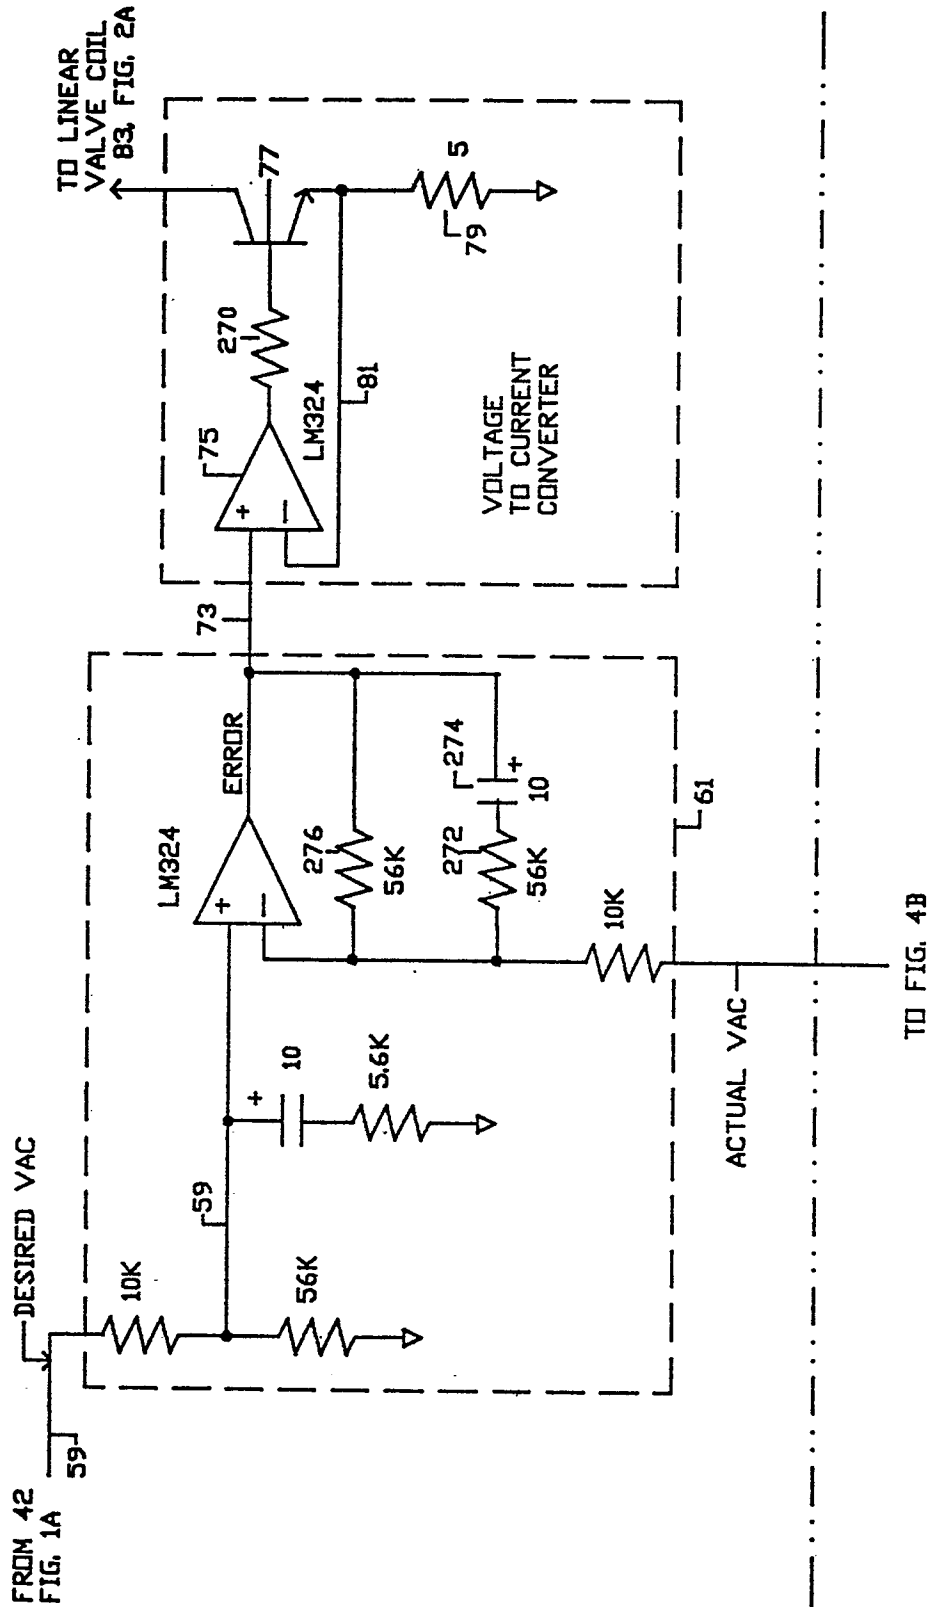 FROM 42
FIG. 1A
59
DESIRED VAC
10K
56K
59
+
10
5.6K
LM324
+
−
ERROR
276
56K
272
56K
274
+
10
10K
61
ACTUAL VAC
TO FIG. 4B
73
75
+
−
LM324
270
77
81
79
5
VOLTAGE
TO CURRENT
CONVERTER
TO LINEAR
VALVE COIL
83, FIG. 2A